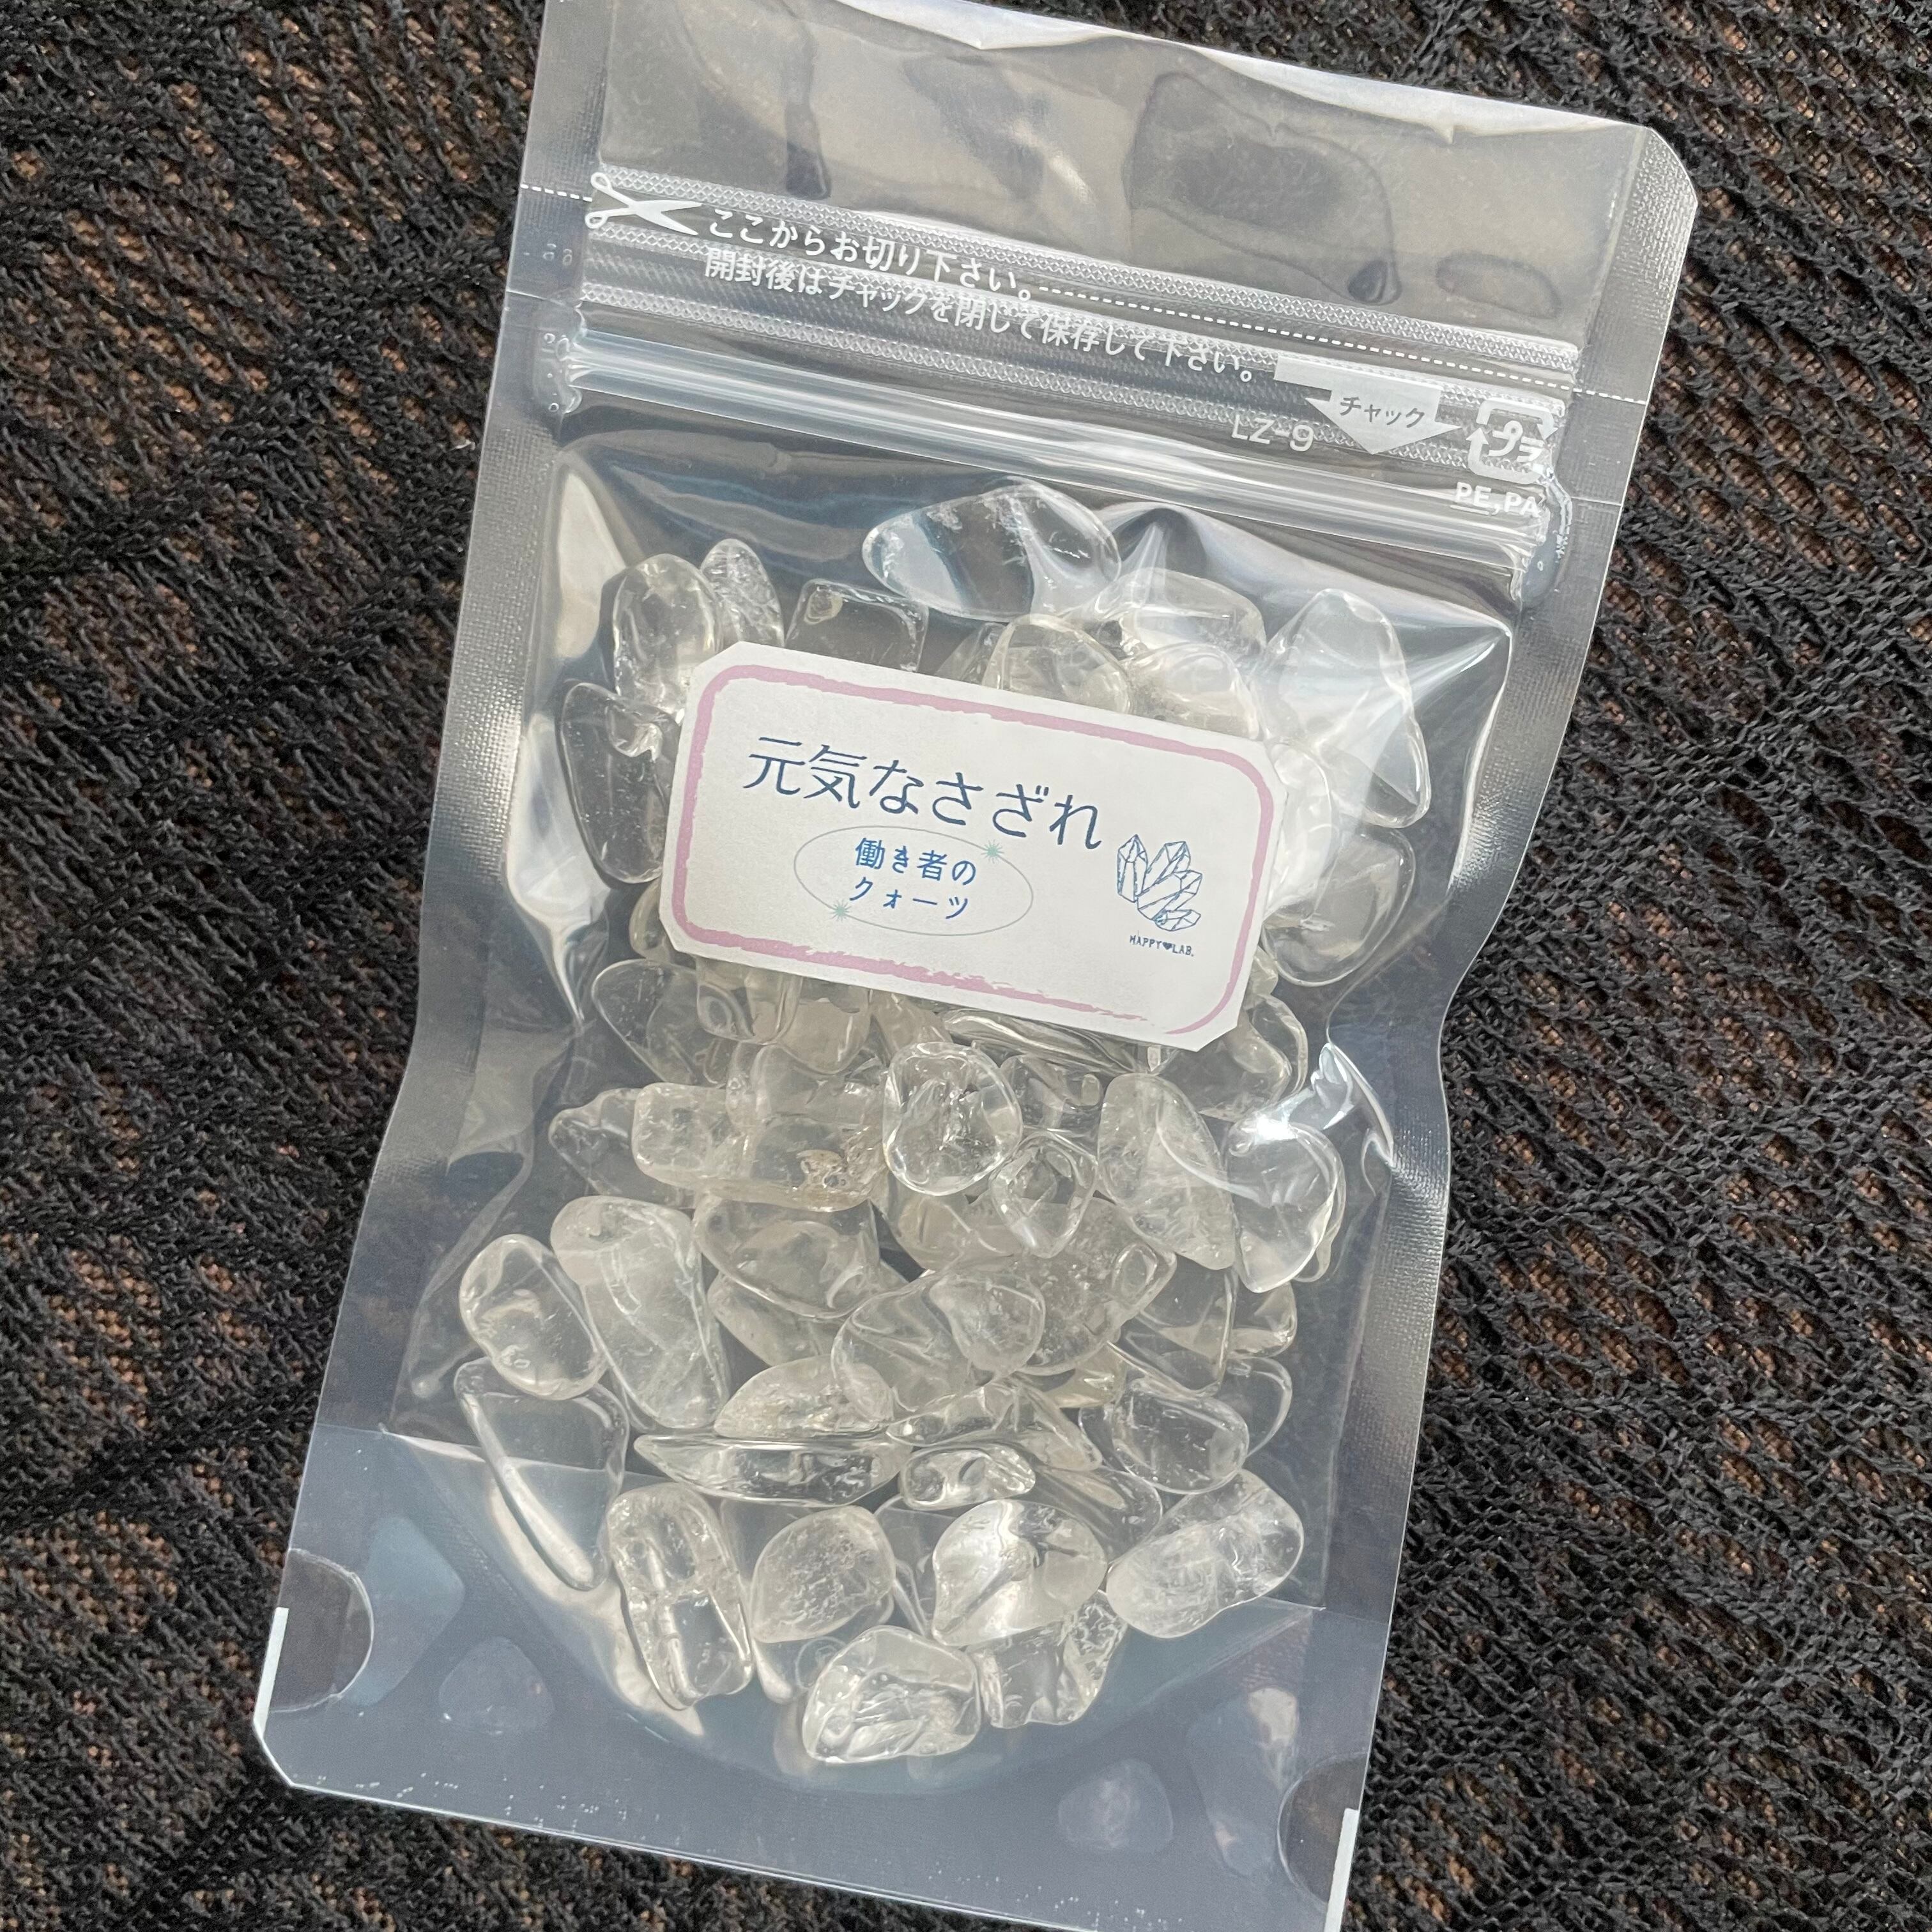 ここからお切り下さい。
開封後はチャックを閉じて保存して下さい。
チャック
LZ-9
プラ
PE,PA
元気なさざれ
働き者の
クォーツ
HAPPY♥LAB.